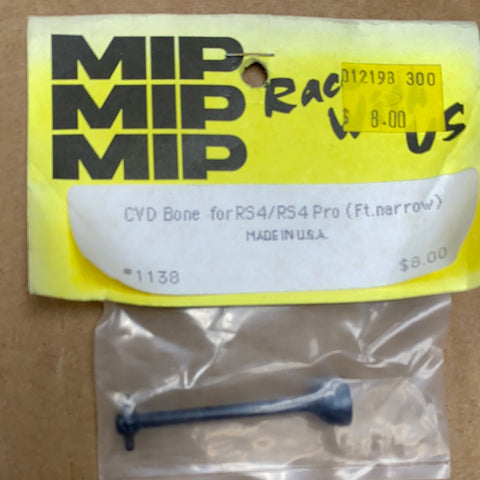 MIP
MIP
MIP
012198 300
$ 8.00
CVD Bone for RS4/RS4 Pro (Ft.narrow)
MADE IN U.S.A.
#1138
$8.00